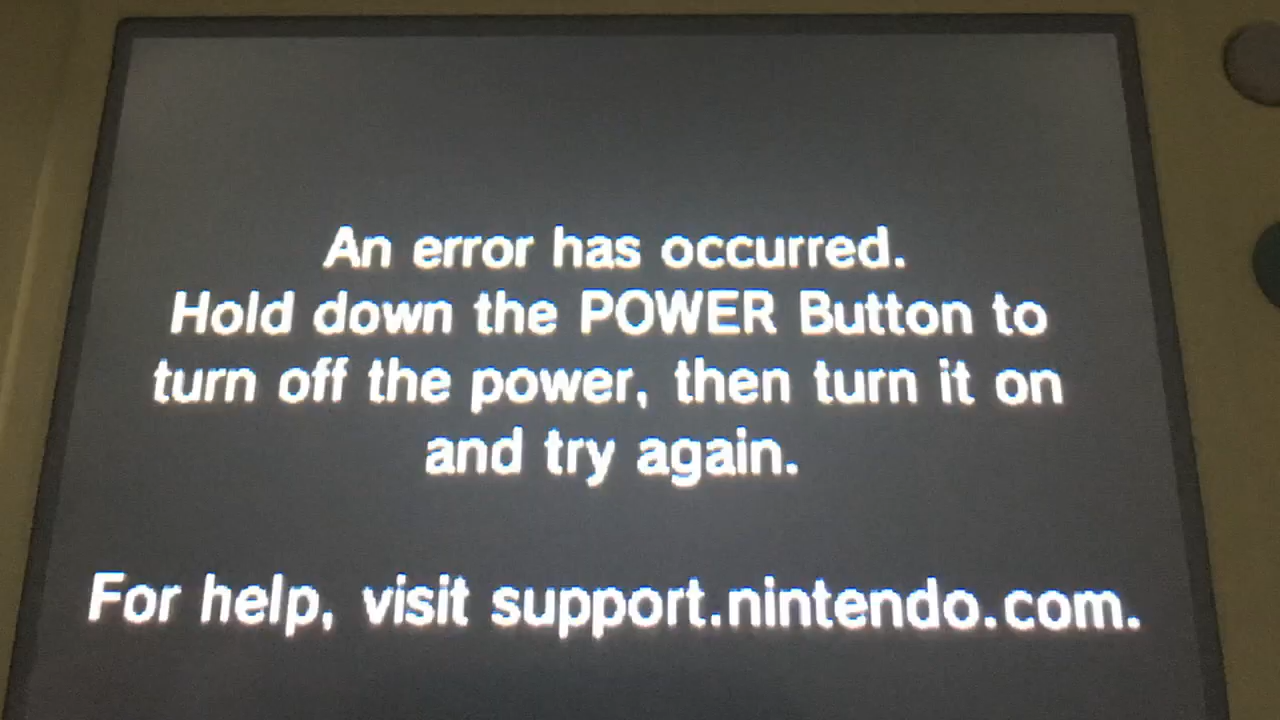 An error has occurred.
Hold down the POWER Button to
turn off the power, then turn it on
and try again.
For help, visit support.nintendo.com.